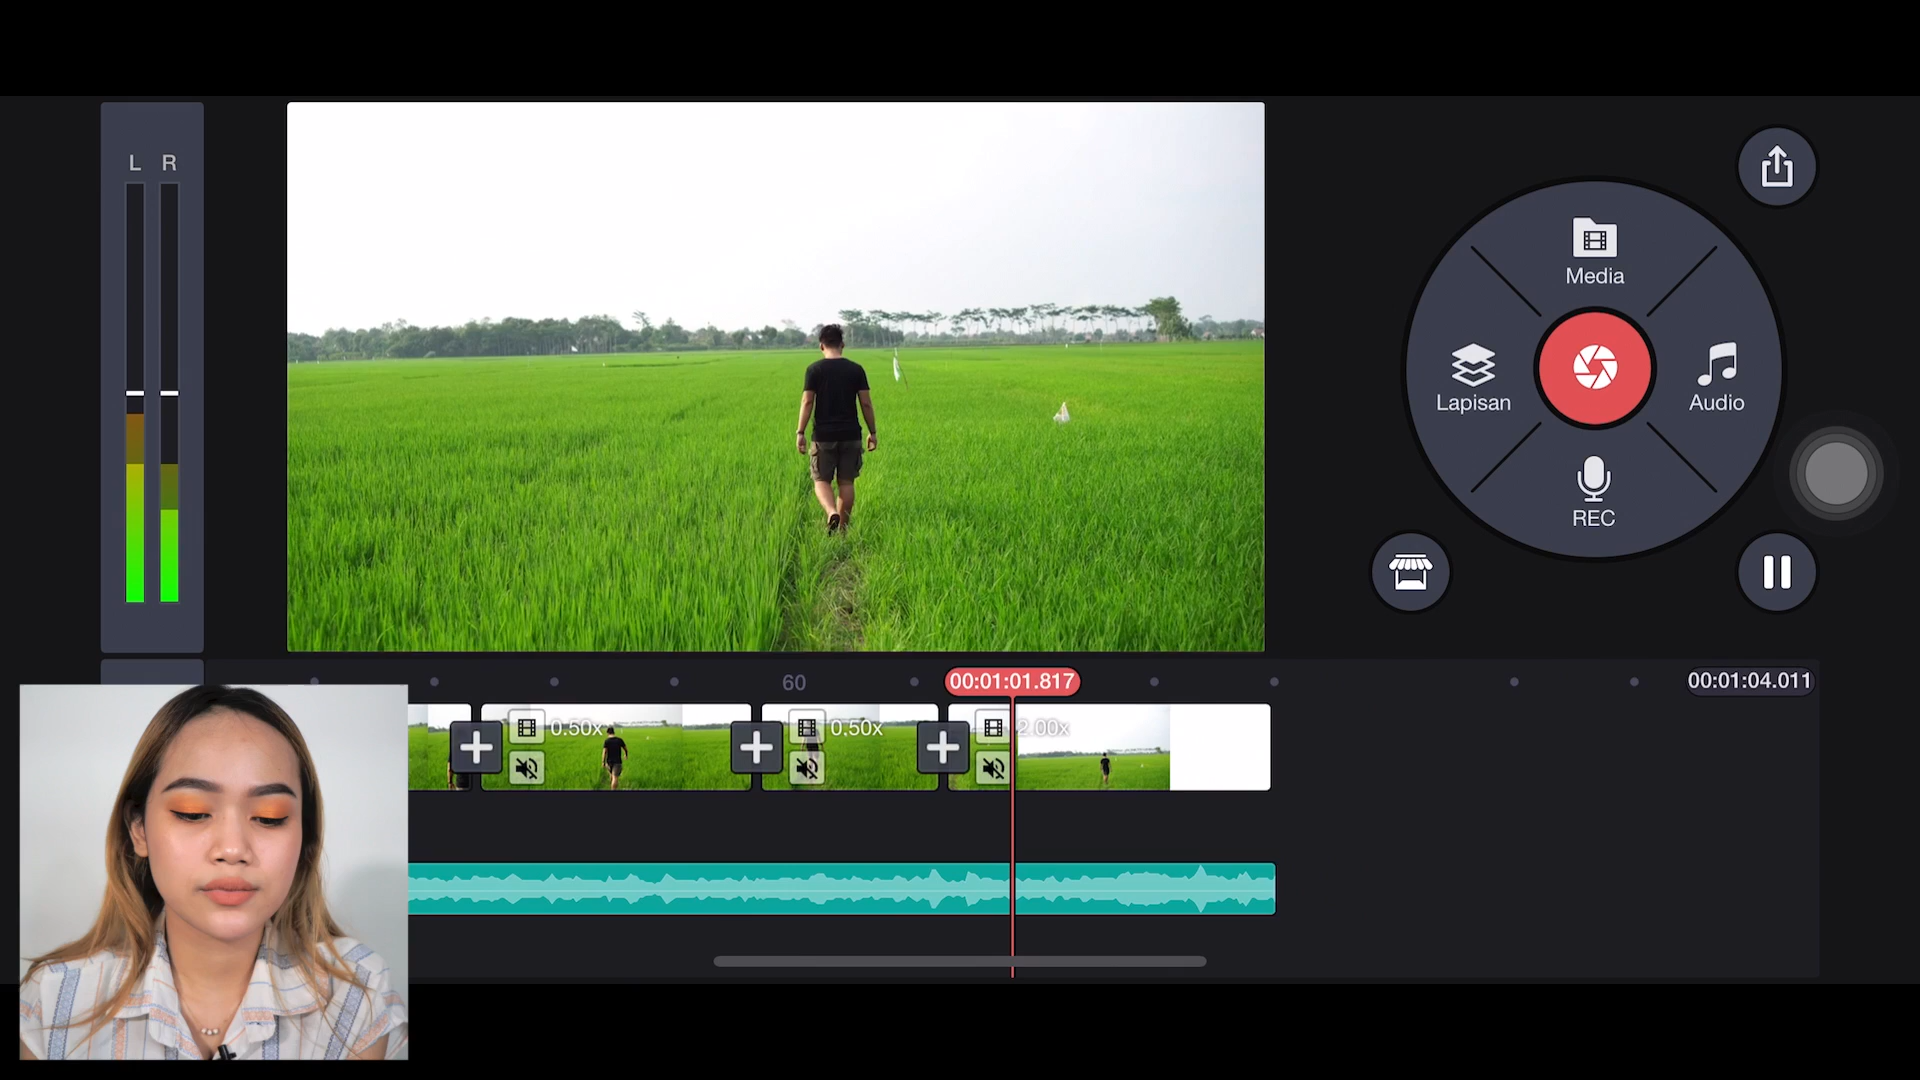 L R
Media
Lapisan
Audio
REC
60
00:01:01.817
00:01:04.011
0.50x
0.50x
2.00x